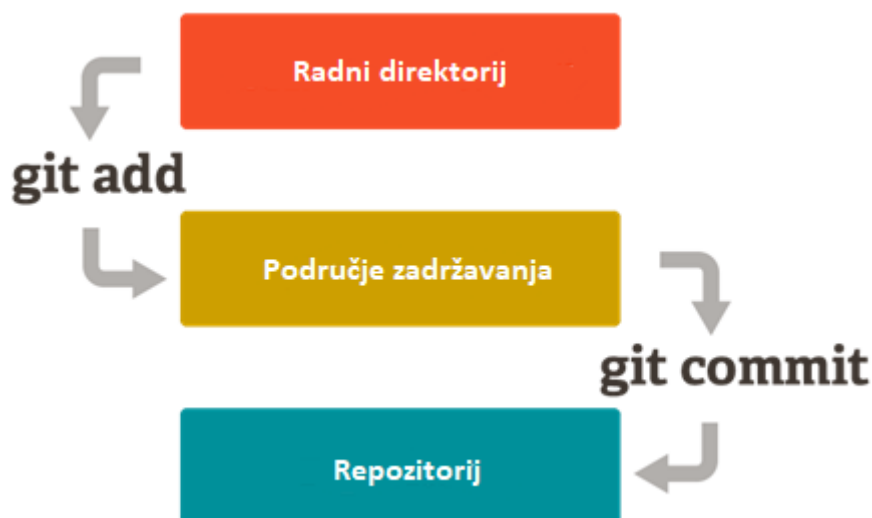 Radni direktorij
git add
Područje zadržavanja
git commit
Repozitorij